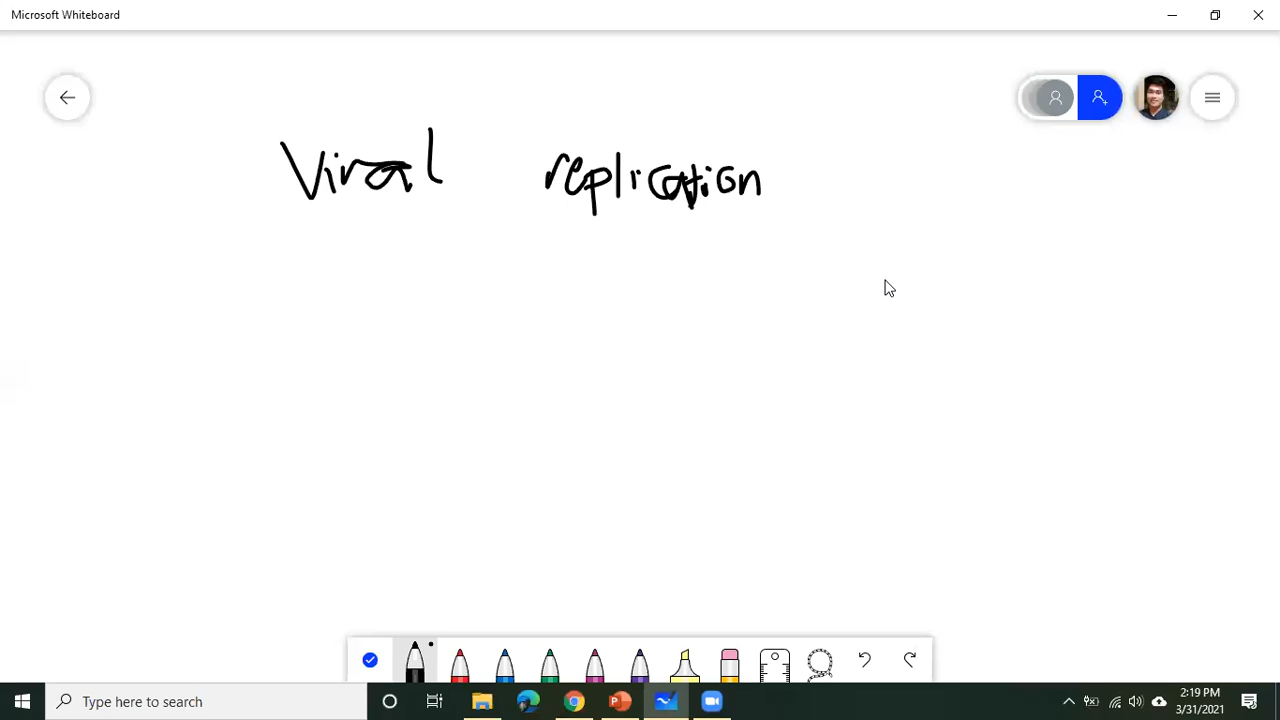 Microsoft Whiteboard
Viral replication
Type here to search
2:19 PM
3/31/2021